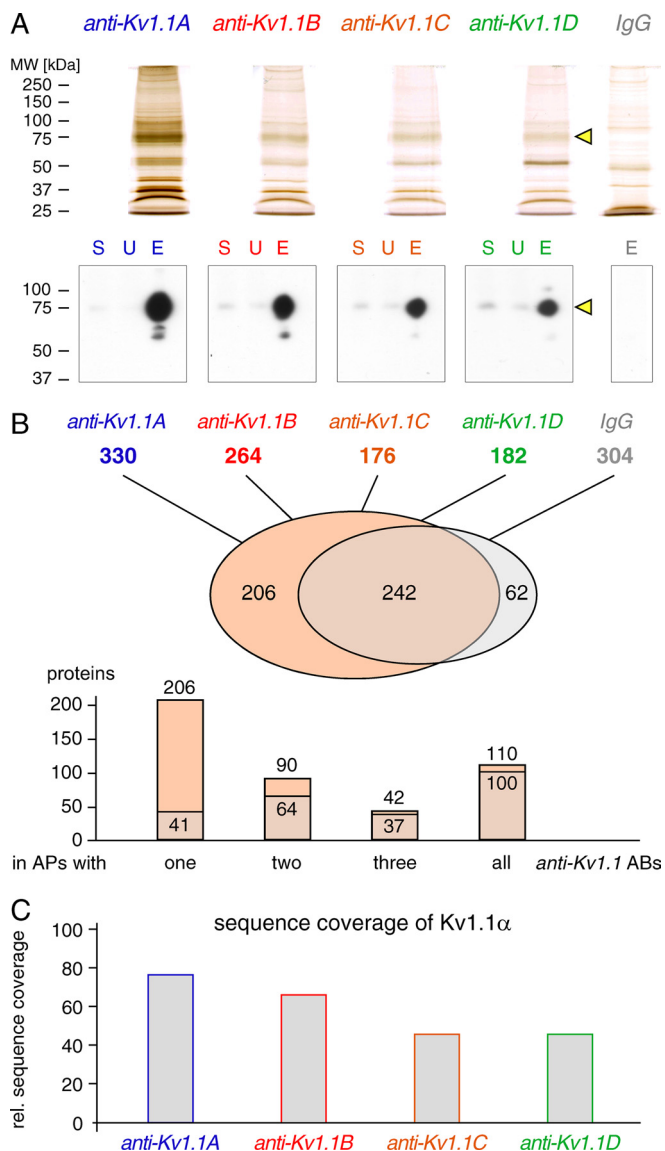 A
anti-Kv1.1A anti-Kv1.1B anti-Kv1.1C anti-Kv1.1D IgG
MW [kDa]
250
150
100
75
50
37
25
S U E S U E S U E S U E E
100
75
50
37
B
anti-Kv1.1A anti-Kv1.1B anti-Kv1.1C anti-Kv1.1D IgG
330 264 176 182 304
206 242 62
proteins
200
150
100
50
0
206 90 42 110
41 64 37 100
in APs with one two three all anti-Kv1.1 ABs
C
sequence coverage of Kv1.1α
rel. sequence coverage
100
80
60
40
20
0
anti-Kv1.1A anti-Kv1.1B anti-Kv1.1C anti-Kv1.1D